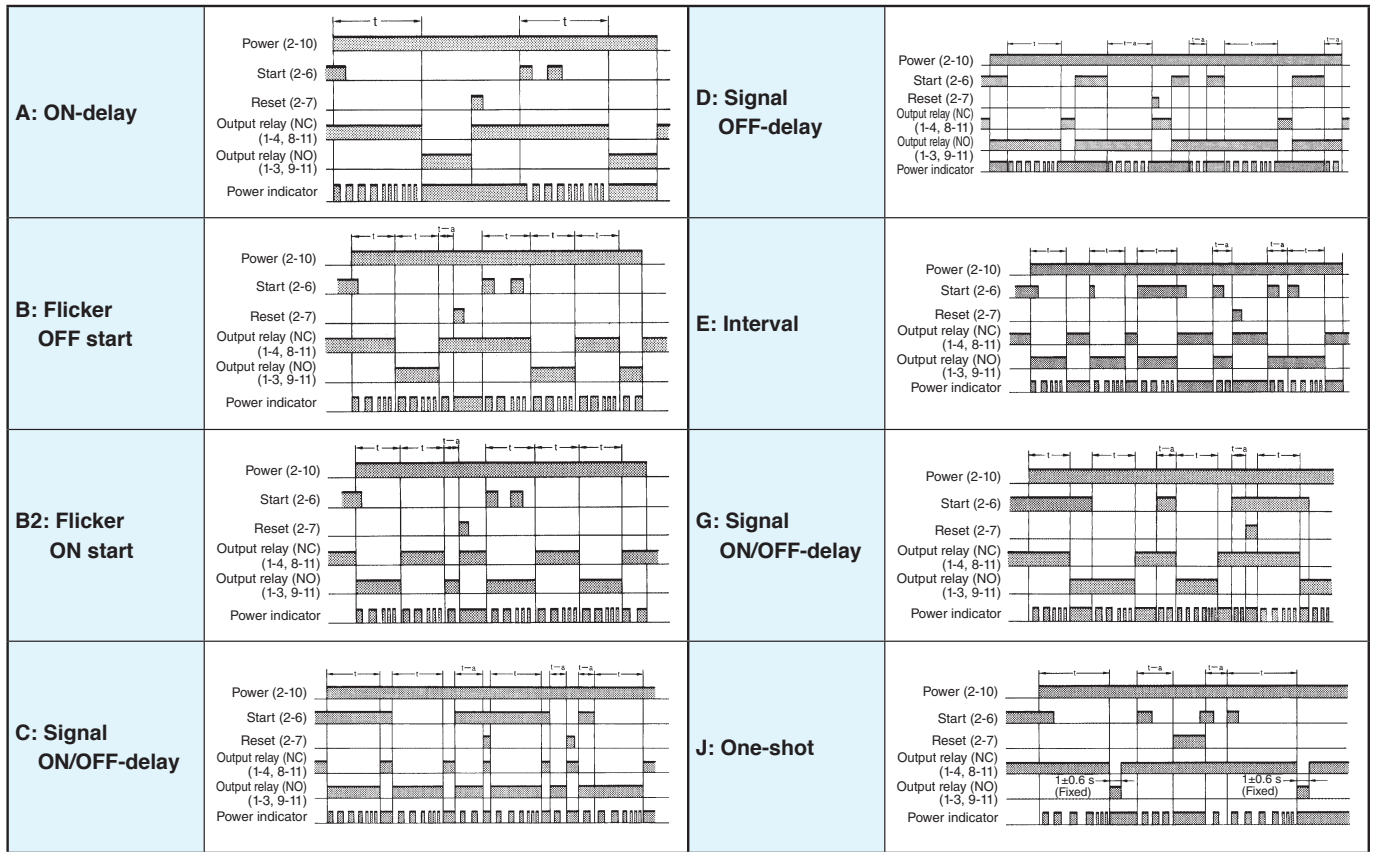 A: ON-delay
t
t
Power (2-10)
Start (2-6)
Reset (2-7)
Output relay (NC)
(1-4, 8-11)
Output relay (NO)
(1-3, 9-11)
Power indicator
B: Flicker
OFF start
t
t
t-a
t
t
t
Power (2-10)
Start (2-6)
Reset (2-7)
Output relay (NC)
(1-4, 8-11)
Output relay (NO)
(1-3, 9-11)
Power indicator
B2: Flicker
ON start
t
t
t-a
t
t
t
Power (2-10)
Start (2-6)
Reset (2-7)
Output relay (NC)
(1-4, 8-11)
Output relay (NO)
(1-3, 9-11)
Power indicator
C: Signal
ON/OFF-delay
t
t
t-a
t
t-a
t-a
t
Power (2-10)
Start (2-6)
Reset (2-7)
Output relay (NC)
(1-4, 8-11)
Output relay (NO)
(1-3, 9-11)
Power indicator
D: Signal
OFF-delay
t
t-a
t-a
t
t-a
Power (2-10)
Start (2-6)
Reset (2-7)
Output relay (NC)
(1-4, 8-11)
Output relay (NO)
(1-3, 9-11)
Power indicator
E: Interval
t
t
t
t-a
t-a
t
Power (2-10)
Start (2-6)
Reset (2-7)
Output relay (NC)
(1-4, 8-11)
Output relay (NO)
(1-3, 9-11)
Power indicator
G: Signal
ON/OFF-delay
t
t
t-a
t
t-a
t
Power (2-10)
Start (2-6)
Reset (2-7)
Output relay (NC)
(1-4, 8-11)
Output relay (NO)
(1-3, 9-11)
Power indicator
J: One-shot
t
t-a
t-a
t
Power (2-10)
Start (2-6)
Reset (2-7)
Output relay (NC)
(1-4, 8-11)
Output relay (NO)
(1-3, 9-11)
Power indicator
1±0.6 s
(Fixed)
1±0.6 s
(Fixed)